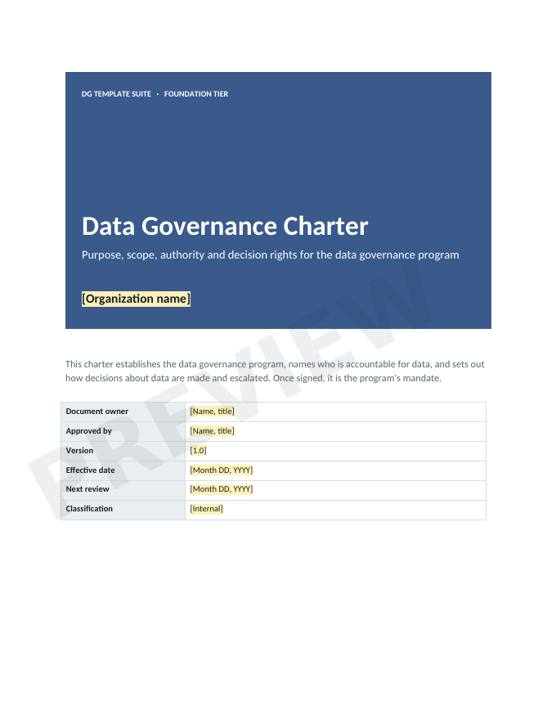 DG TEMPLATE SUITE · FOUNDATION TIER
Data Governance Charter
Purpose, scope, authority and decision rights for the data governance program
[Organization name]
This charter establishes the data governance program, names who is accountable for data, and sets out
how decisions about data are made and escalated. Once signed, it is the program's mandate.
Document owner [Name, title]
Approved by [Name, title]
Version [1.0]
Effective date [Month DD, YYYY]
Next review [Month DD, YYYY]
Classification [Internal]
PREVIEW